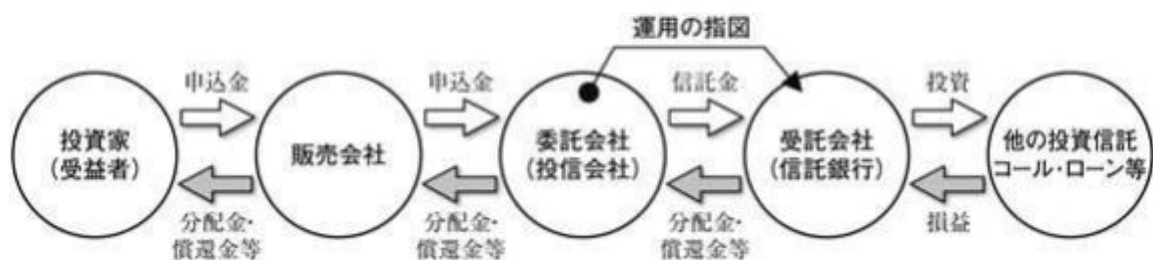 運用の指図
申込金
申込金
信託金
投資
投資家
(受益者)
販売会社
委託会社
(投信会社)
受託会社
(信託銀行)
他の投資信託
コール・ローン等
分配金・
償還金等
分配金・
償還金等
分配金・
償還金等
損益